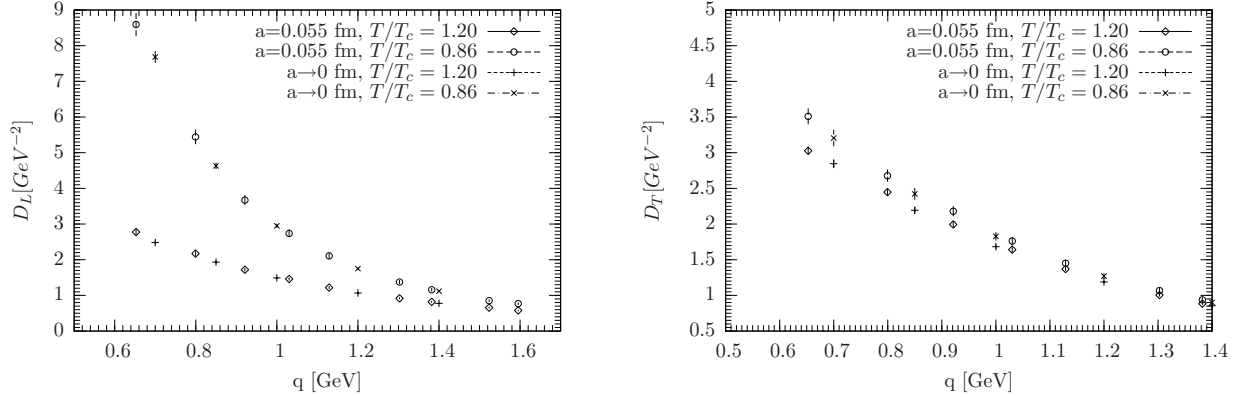 9
8
7
6
5
4
3
2
1
0
D_L[GeV^{-2}]
a=0.055 fm, T/T_c = 1.20
a=0.055 fm, T/T_c = 0.86
a→0 fm, T/T_c = 1.20
a→0 fm, T/T_c = 0.86
0.6 0.8 1 1.2 1.4 1.6
q [GeV]
5
4.5
4
3.5
3
2.5
2
1.5
1
0.5
D_T[GeV^{-2}]
a=0.055 fm, T/T_c = 1.20
a=0.055 fm, T/T_c = 0.86
a→0 fm, T/T_c = 1.20
a→0 fm, T/T_c = 0.86
0.5 0.6 0.7 0.8 0.9 1 1.1 1.2 1.3 1.4
q [GeV]